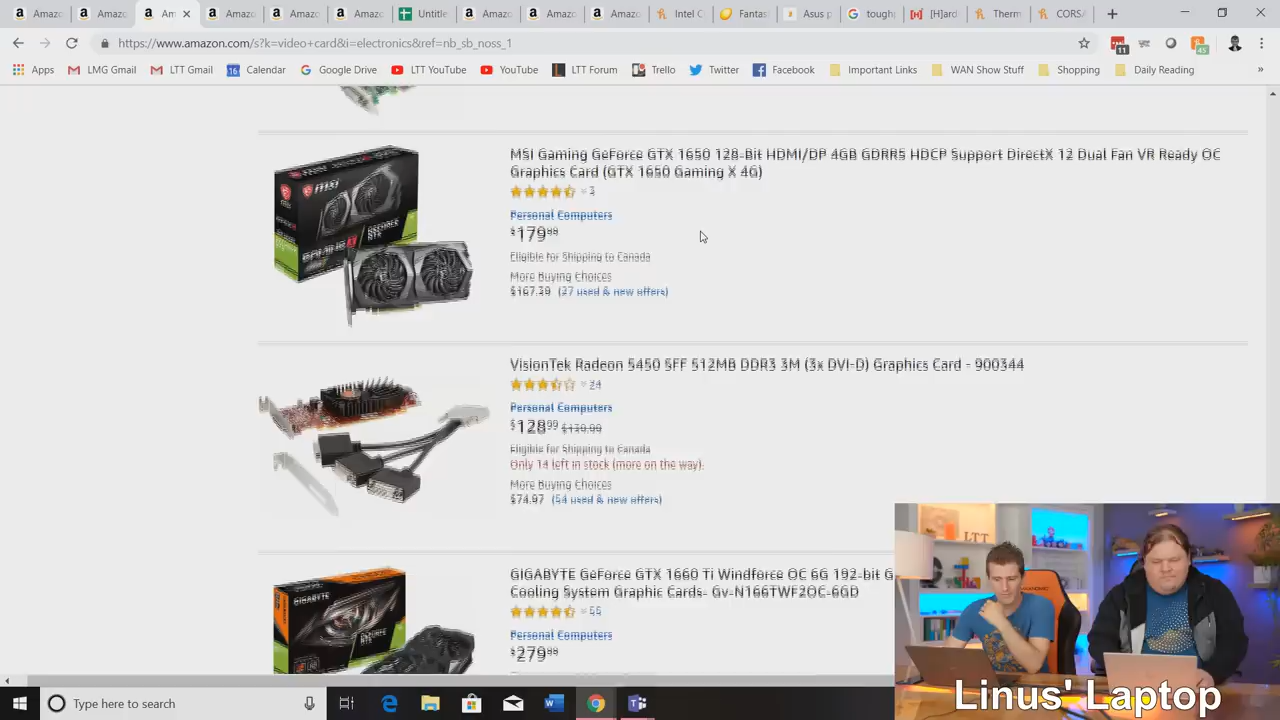 Amazo
Amazo
Am
Amazo
Amazo
Amazo
Untitle
Amazo
Amazo
Amazo
Intel C
Fantas
Asus p
tough
[H]ard
Therm
CORSA
https://www.amazon.com/s?k=video+card&i=electronics&ref=nb_sb_noss_1
11
45
Apps
LMG Gmail
LTT Gmail
16
Calendar
Google Drive
LTT YouTube
YouTube
LTT Forum
Trello
Twitter
Facebook
Important Links
WAN Show Stuff
Shopping
Daily Reading
»
MSI Gaming GeForce GTX 1650 128-Bit HDMI/DP 4GB GDRR5 HDCP Support DirectX 12 Dual Fan VR Ready OC
Graphics Card (GTX 1650 Gaming X 4G)
3
Personal Computers
$17999
Eligible for Shipping to Canada
More Buying Choices
$167.39 (27 used & new offers)
VisionTek Radeon 5450 SFF 512MB DDR3 3M (3x DVI-D) Graphics Card - 900344
24
Personal Computers
$12899 $139.99
Eligible for Shipping to Canada
Only 14 left in stock (more on the way).
More Buying Choices
$74.97 (54 used & new offers)
GIGABYTE
GIGABYTE GeForce GTX 1660 Ti Windforce OC 6G 192-bit G
Cooling System Graphic Cards- Gv-N166TWF2OC-6GD
55
Personal Computers
$27999
LTT
Linus' Laptop
Type here to search